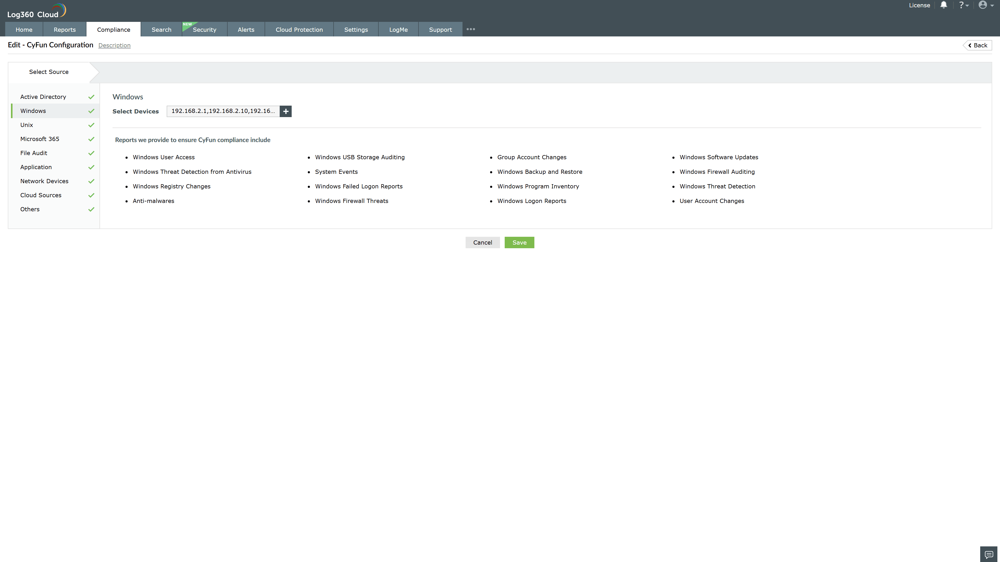 License
?
Log360 Cloud
Home Reports Compliance Search NEW Security Alerts Cloud Protection Settings LogMe Support
Edit - CyFun Configuration Description Back
Select Source
Active Directory
Windows
Unix
Microsoft 365
File Audit
Application
Network Devices
Cloud Sources
Others
Windows
Select Devices 192.168.2.1,192.168.2.10,192.16...
Reports we provide to ensure CyFun compliance include
Windows User Access Windows USB Storage Auditing Group Account Changes Windows Software Updates
Windows Threat Detection from Antivirus System Events Windows Backup and Restore Windows Firewall Auditing
Windows Registry Changes Windows Failed Logon Reports Windows Program Inventory Windows Threat Detection
Anti-malwares Windows Firewall Threats Windows Logon Reports User Account Changes
Cancel Save